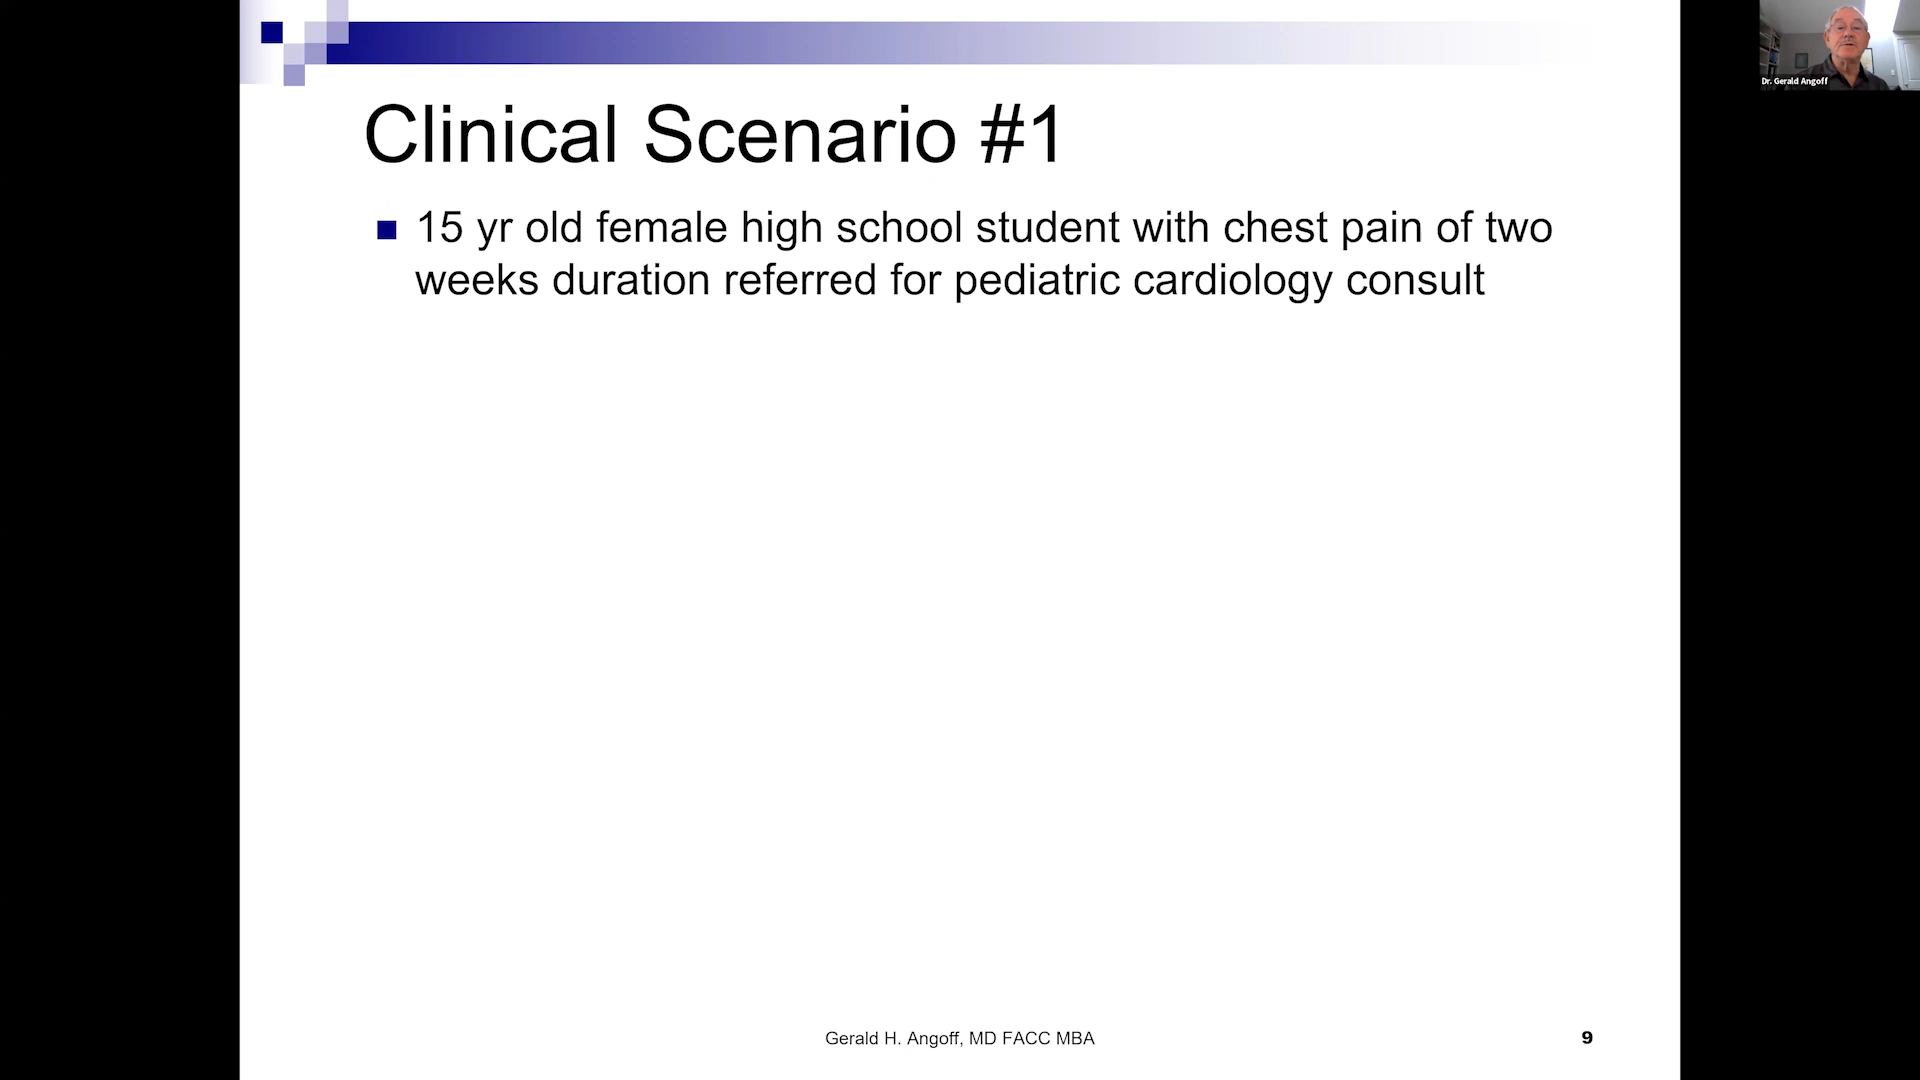 Clinical Scenario #1
15 yr old female high school student with chest pain of two
weeks duration referred for pediatric cardiology consult
Gerald H. Angoff, MD FACC MBA
9
Dr. Gerald Angoff